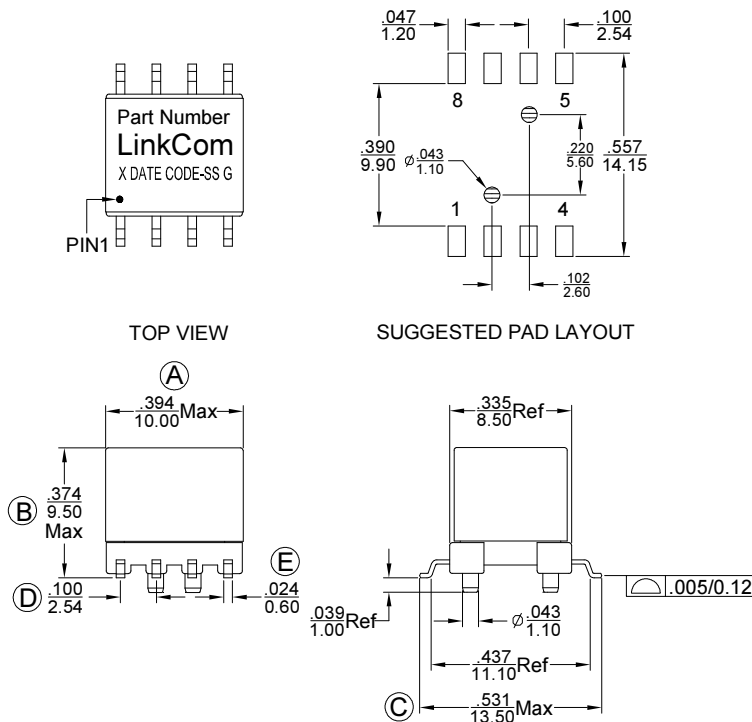 .047
1.20
.100
2.54
8
5
Part Number
LinkCom
X DATE CODE-SS G
PIN1
.390
9.90
Ø .043
1.10
.220
5.60
.557
14.15
1
4
.102
2.60
TOP VIEW
SUGGESTED PAD LAYOUT
A
.394
10.00 Max
.335
8.50 Ref
B
.374
9.50
Max
E
D
.100
2.54
.024
0.60
.039
1.00 Ref
Ø .043
1.10
.005/0.12
.437
11.10 Ref
C
.531
13.50 Max